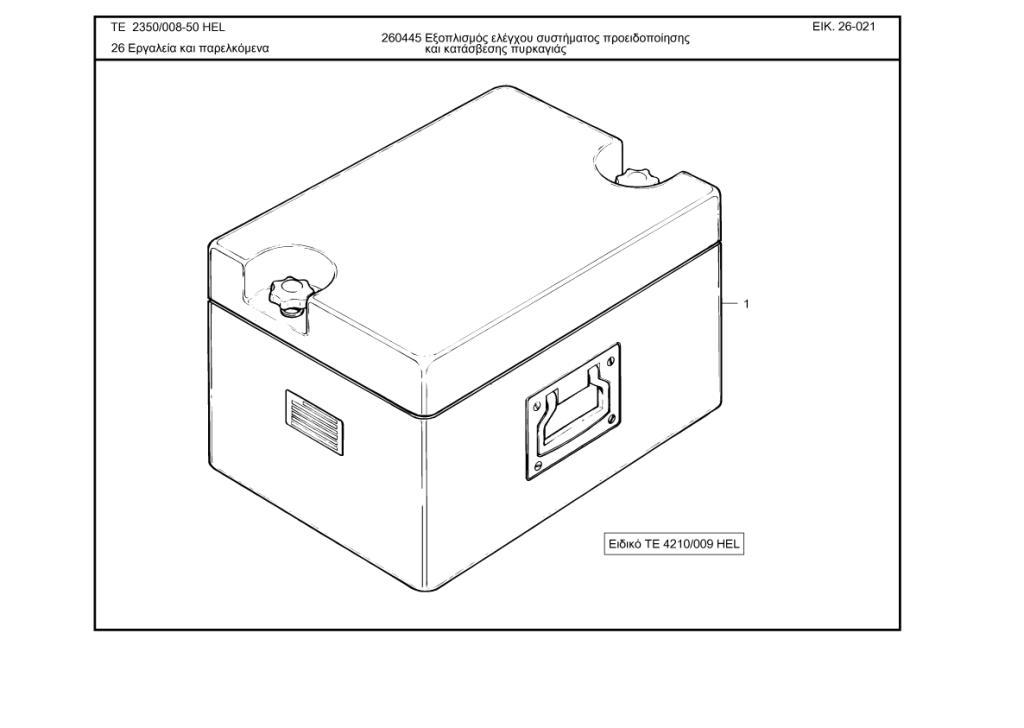 ΤΕ 2350/008-50 HEL
26 Εργαλεία και παρελκόμενα
260445 Εξοπλισμός ελέγχου συστήματος προειδοποίησης
και κατάσβεσης πυρκαγιάς
ΕΙΚ. 26-021
1
Ειδικό ΤΕ 4210/009 HEL